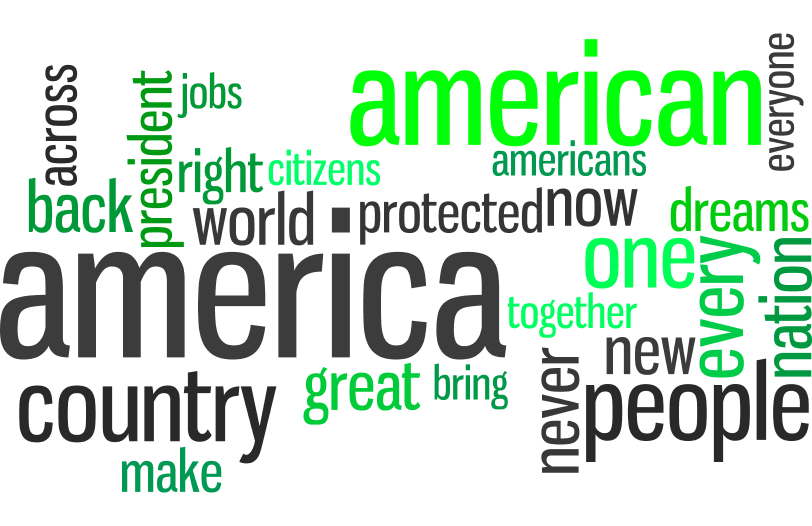 american
everyone
across
president
jobs
americans
right
citizens
back
world
protected
now
dreams
america
one
every
nation
together
new
country
great
bring
never
people
make